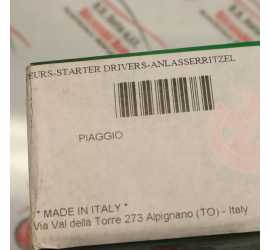 EURS-STARTER DRIVERS-ANLASSERRITZEL
PIAGGIO
* MADE IN ITALY *
Via Val della Torre 273 Alpignano (TO) - Italy